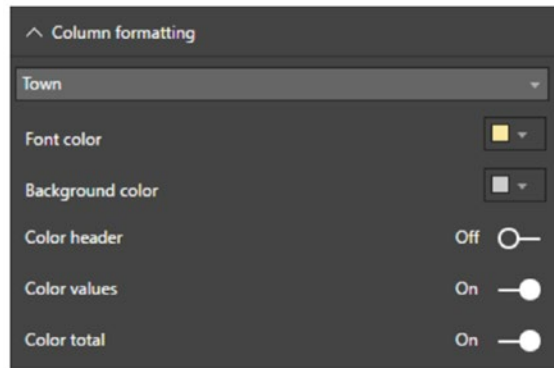 Column formatting
Town
Font color
Background color
Color header Off
Color values On
Color total On